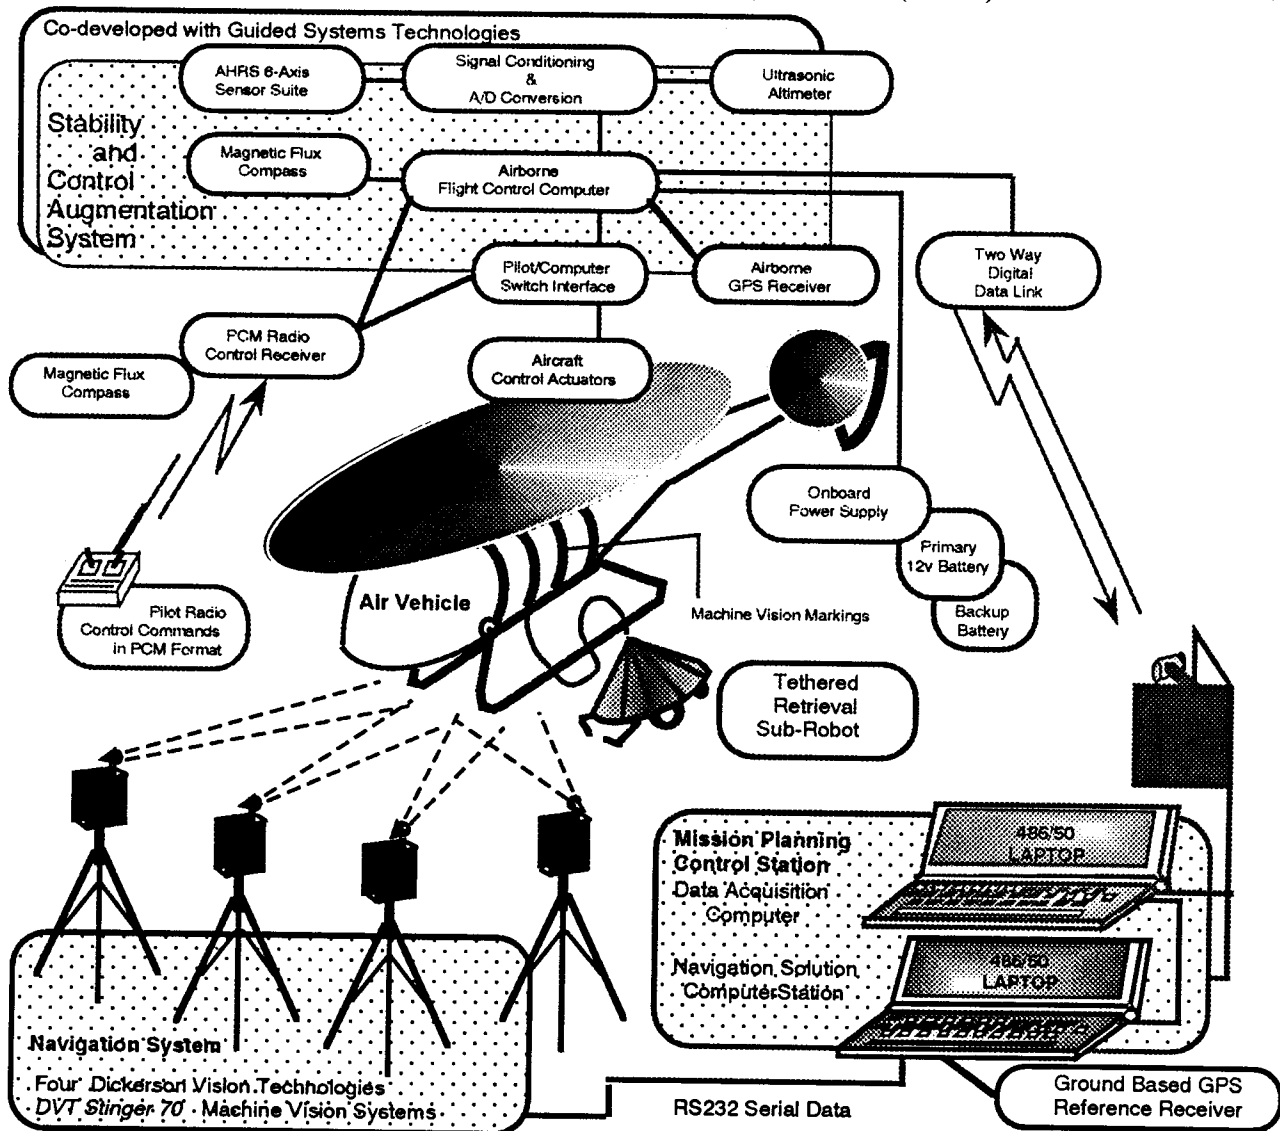 Co-developed with Guided Systems Technologies
AHRS 6-Axis
Sensor Suite
Signal Conditioning
&
A/D Conversion
Ultrasonic
Altimeter
Stability
and
Control
Augmentation
System
Magnetic Flux
Compass
Airborne
Flight Control Computer
Pilot/Computer
Switch Interface
Airborne
GPS Receiver
Two Way
Digital
Data Link
PCM Radio
Control Receiver
Magnetic Flux
Compass
Aircraft
Control Actuators
Onboard
Power Supply
Primary
12v Battery
Backup
Battery
Air Vehicle
Machine Vision Markings
Pilot Radio
Control Commands
in PCM Format
Tethered
Retrieval
Sub-Robot
Mission Planning
Control Station
Data Acquisition
Computer
486/50
LAPTOP
Navigation Solution
ComputerStation
486/50
LAPTOP
Navigation System
Four Dickerson Vision Technologies
DVT Stinger 70 Machine Vision Systems
RS232 Serial Data
Ground Based GPS
Reference Receiver